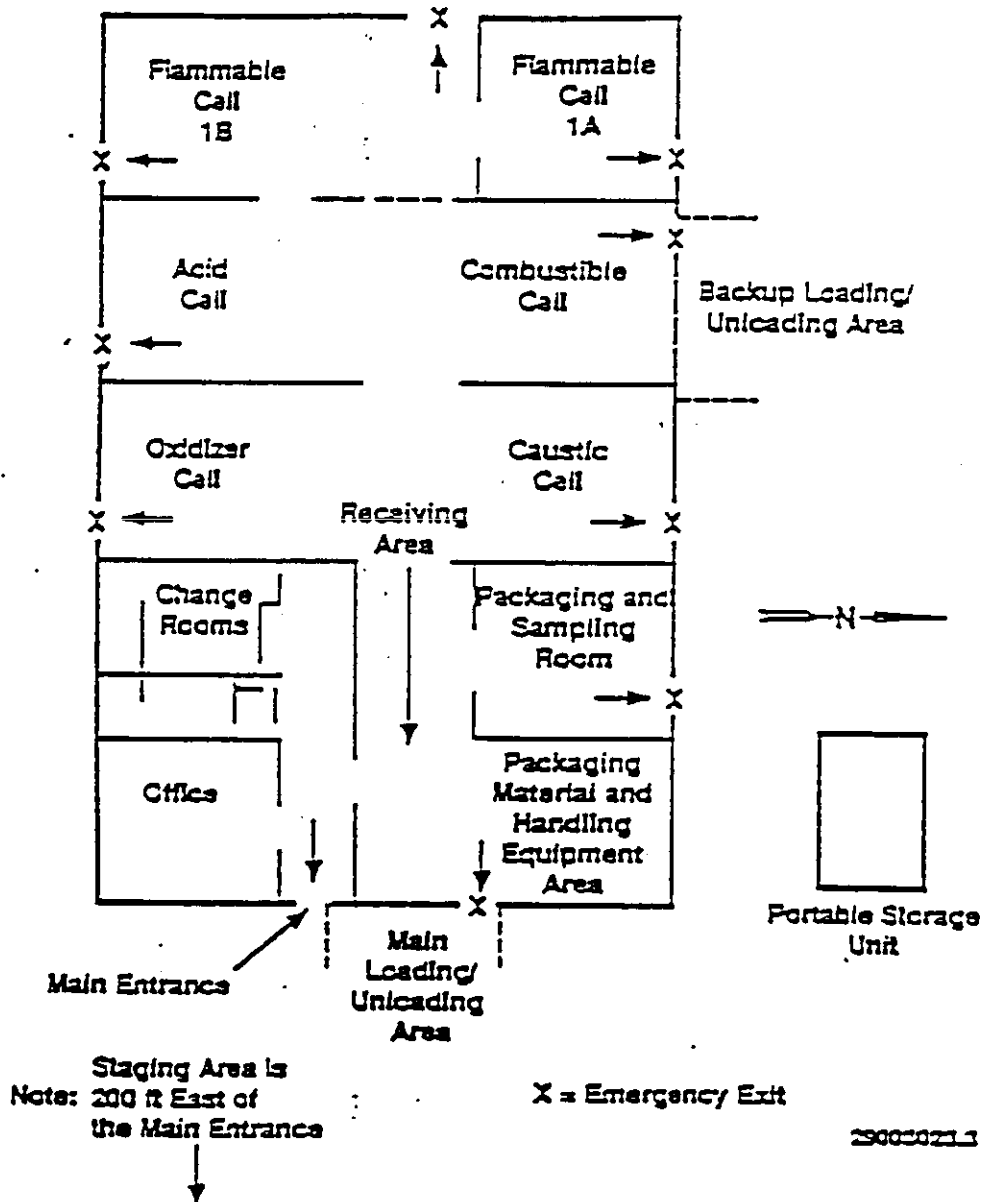 X
Flammable
Cell
1B
Flammable
Cell
1A
X
X
X
Acid
Cell
Combustible
Cell
Backup Loading/
Unloading Area
X
Oxidizer
Cell
Caustic
Cell
X
X
Receiving
Area
Change
Rooms
Packaging and
Sampling
Room
N
X
Office
Packaging
Material and
Handling
Equipment
Area
X
Portable Storage
Unit
Main Entrance
Main
Loading/
Unloading
Area
Note: Staging Area is
200 ft East of
the Main Entrance
X = Emergency Exit